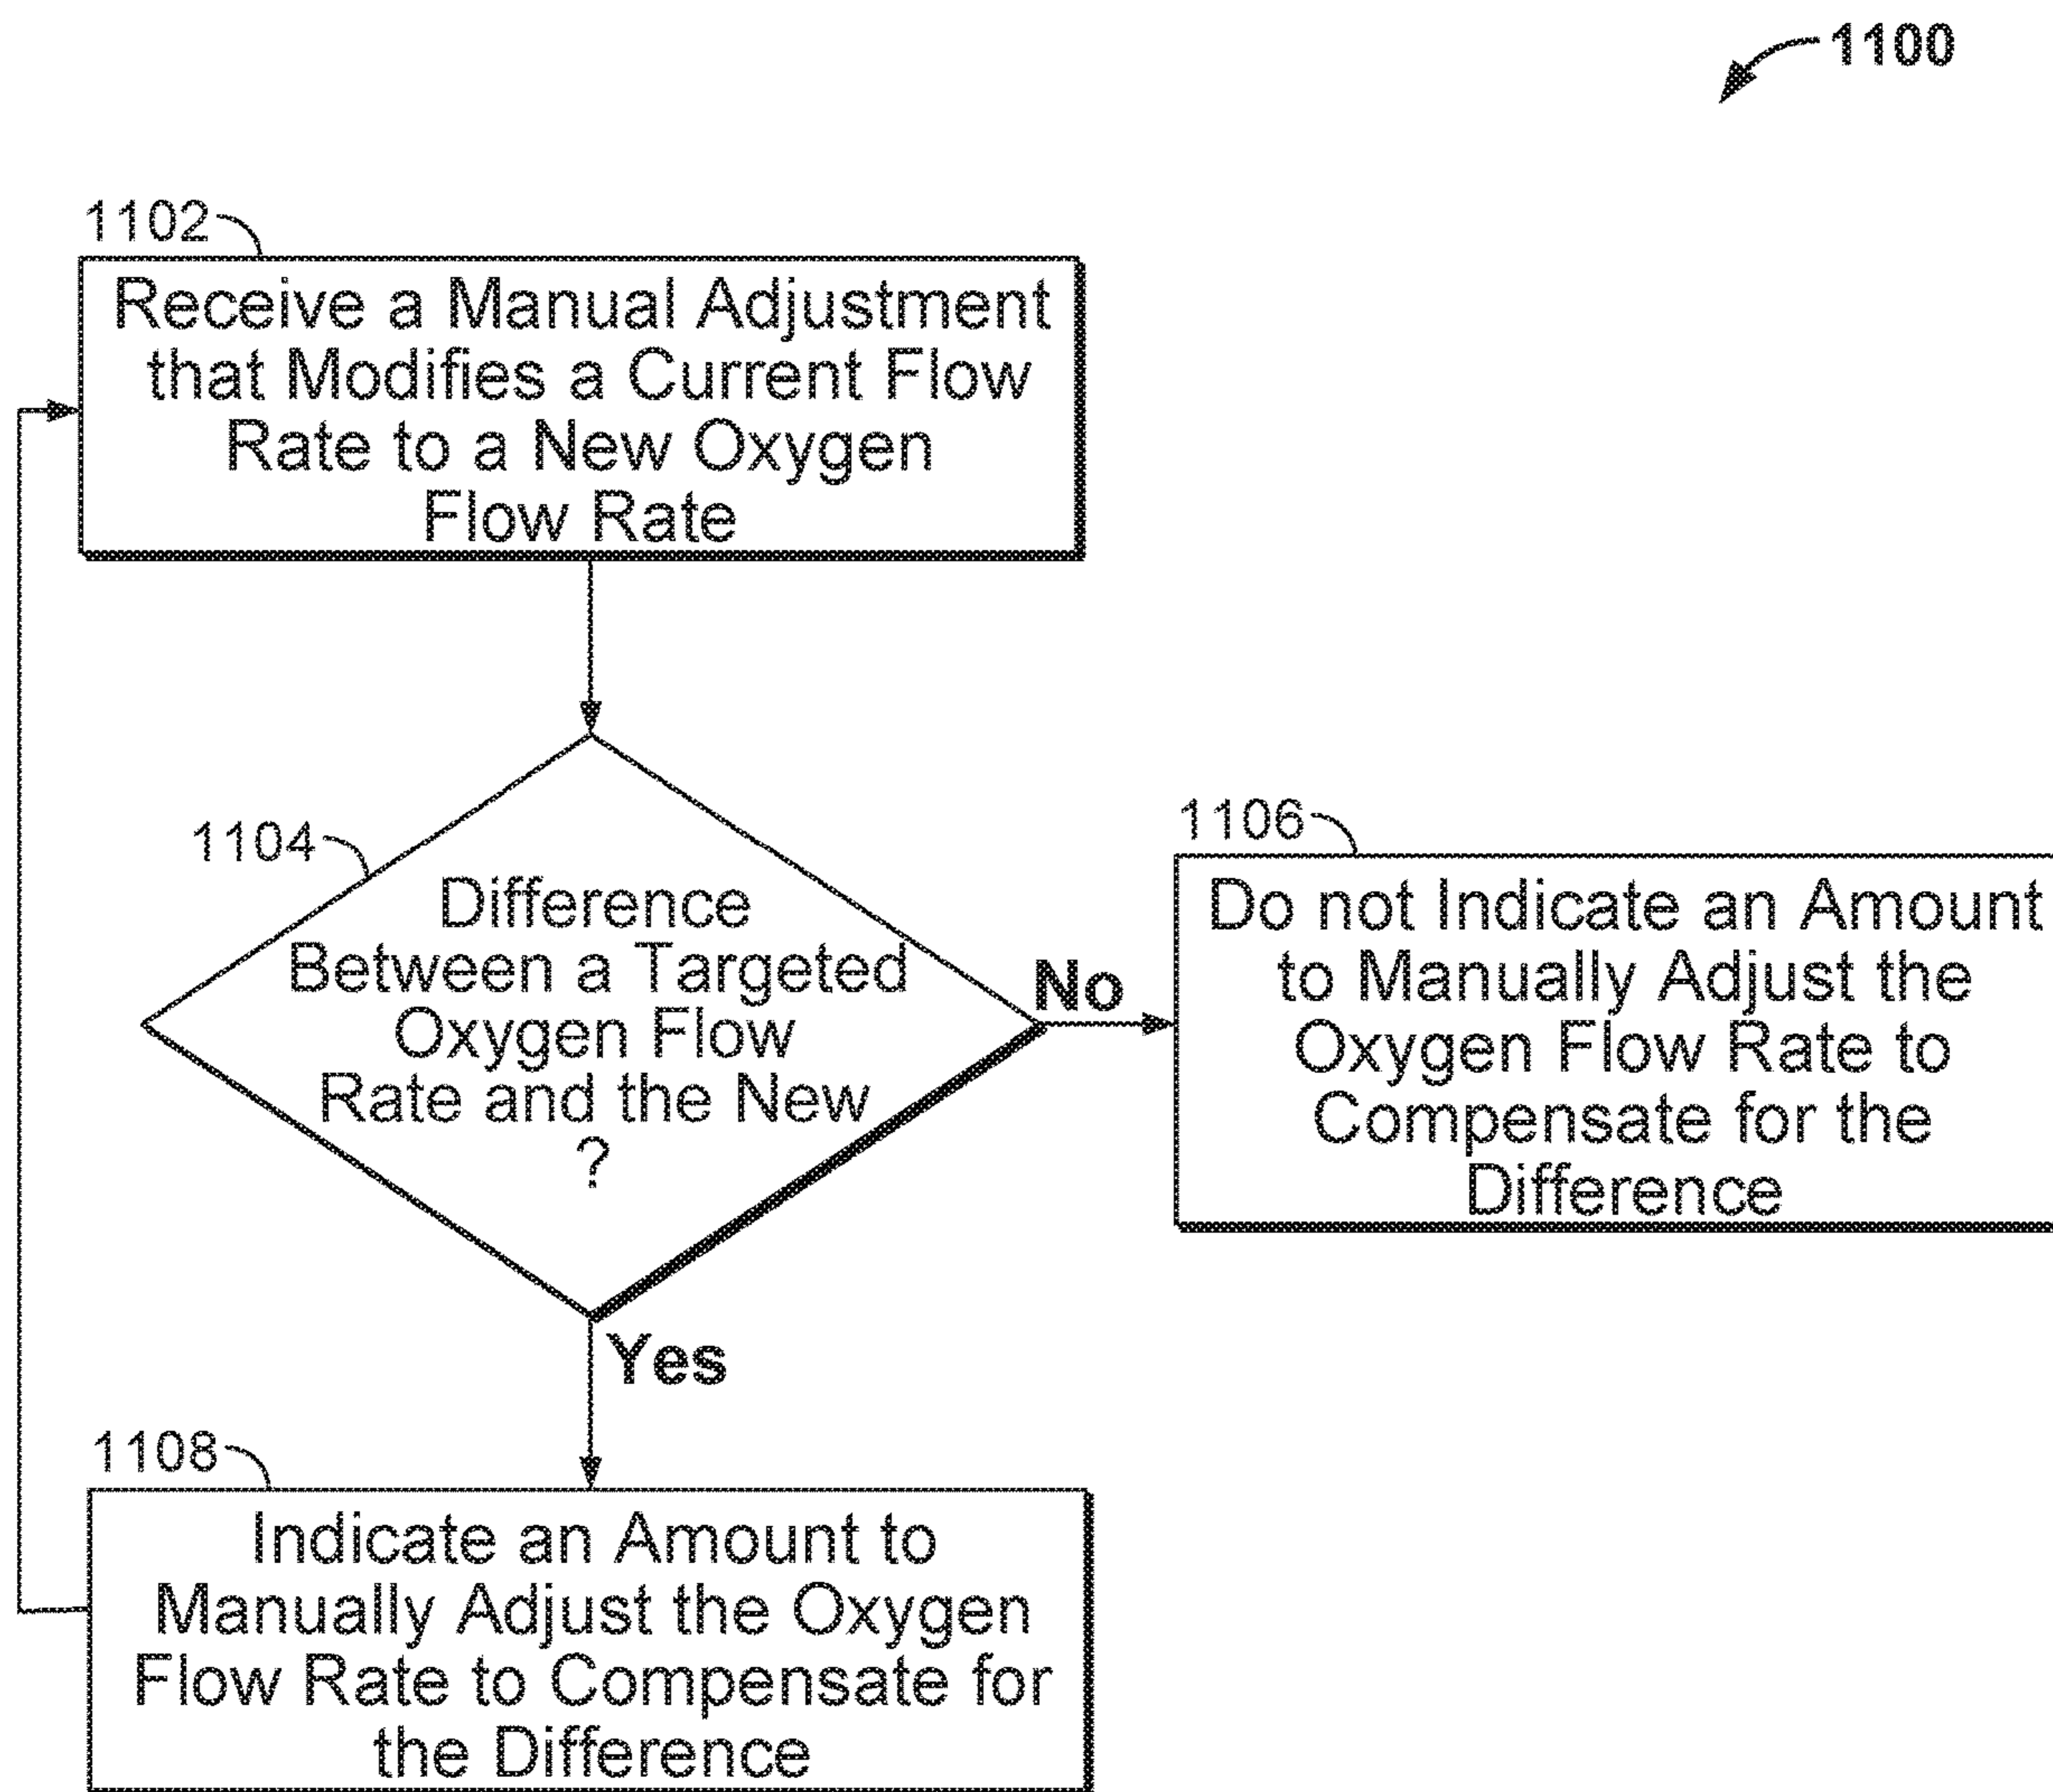 1100
1102
Receive a Manual Adjustment
that Modifies a Current Flow
Rate to a New Oxygen
Flow Rate
1104
Difference
Between a Targeted
Oxygen Flow
Rate and the New
?
No
1106
Do not Indicate an Amount
to Manually Adjust the
Oxygen Flow Rate to
Compensate for the
Difference
Yes
1108
Indicate an Amount to
Manually Adjust the Oxygen
Flow Rate to Compensate for
the Difference